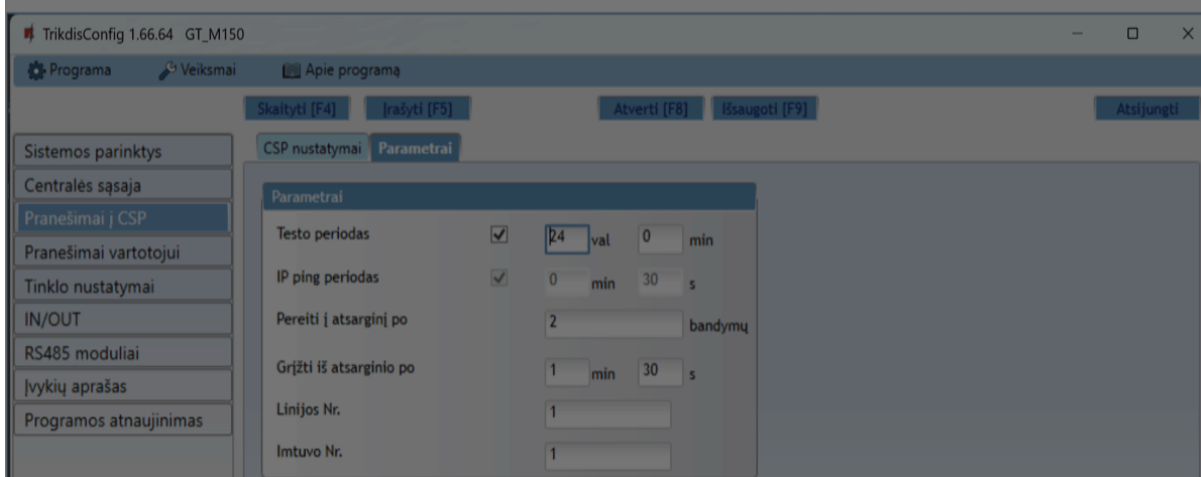 TrikdisConfig 1.66.64 GT_M150
Programa Veiksmai Apie programą
Skaityti [F4] Įrašyti [F5] Atverti [F8] Išsaugoti [F9] Atsijungti
Sistemos parinktys
Centralės sąsaja
Pranešimai į CSP
Pranešimai vartotojui
Tinklo nustatymai
IN/OUT
RS485 moduliai
Įvykių aprašas
Programos atnaujinimas
CSP nustatymai Parametrai
Parametrai
Testo periodas 24 val 0 min
IP ping periodas 0 min 30 s
Pereiti į atsarginį po 2 bandymų
Grįžti iš atsarginio po 1 min 30 s
Linijos Nr. 1
Imtuvo Nr. 1